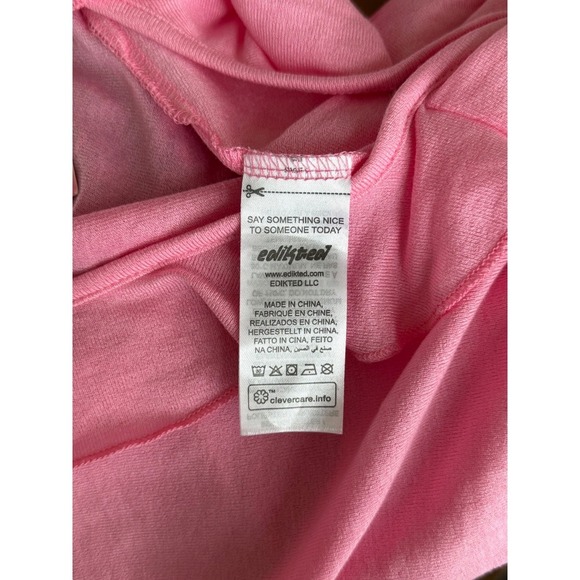 SAY SOMETHING NICE
TO SOMEONE TODAY
edikted
www.edikted.com
EDIKTED LLC
MADE IN CHINA,
FABRIQUÉ EN CHINE,
REALIZADOS EN CHINA,
HERGESTELLT IN CHINA.
FATTO IN CINA, FEITO
NA CHINA, صنع في الصين
™
clevercare.info